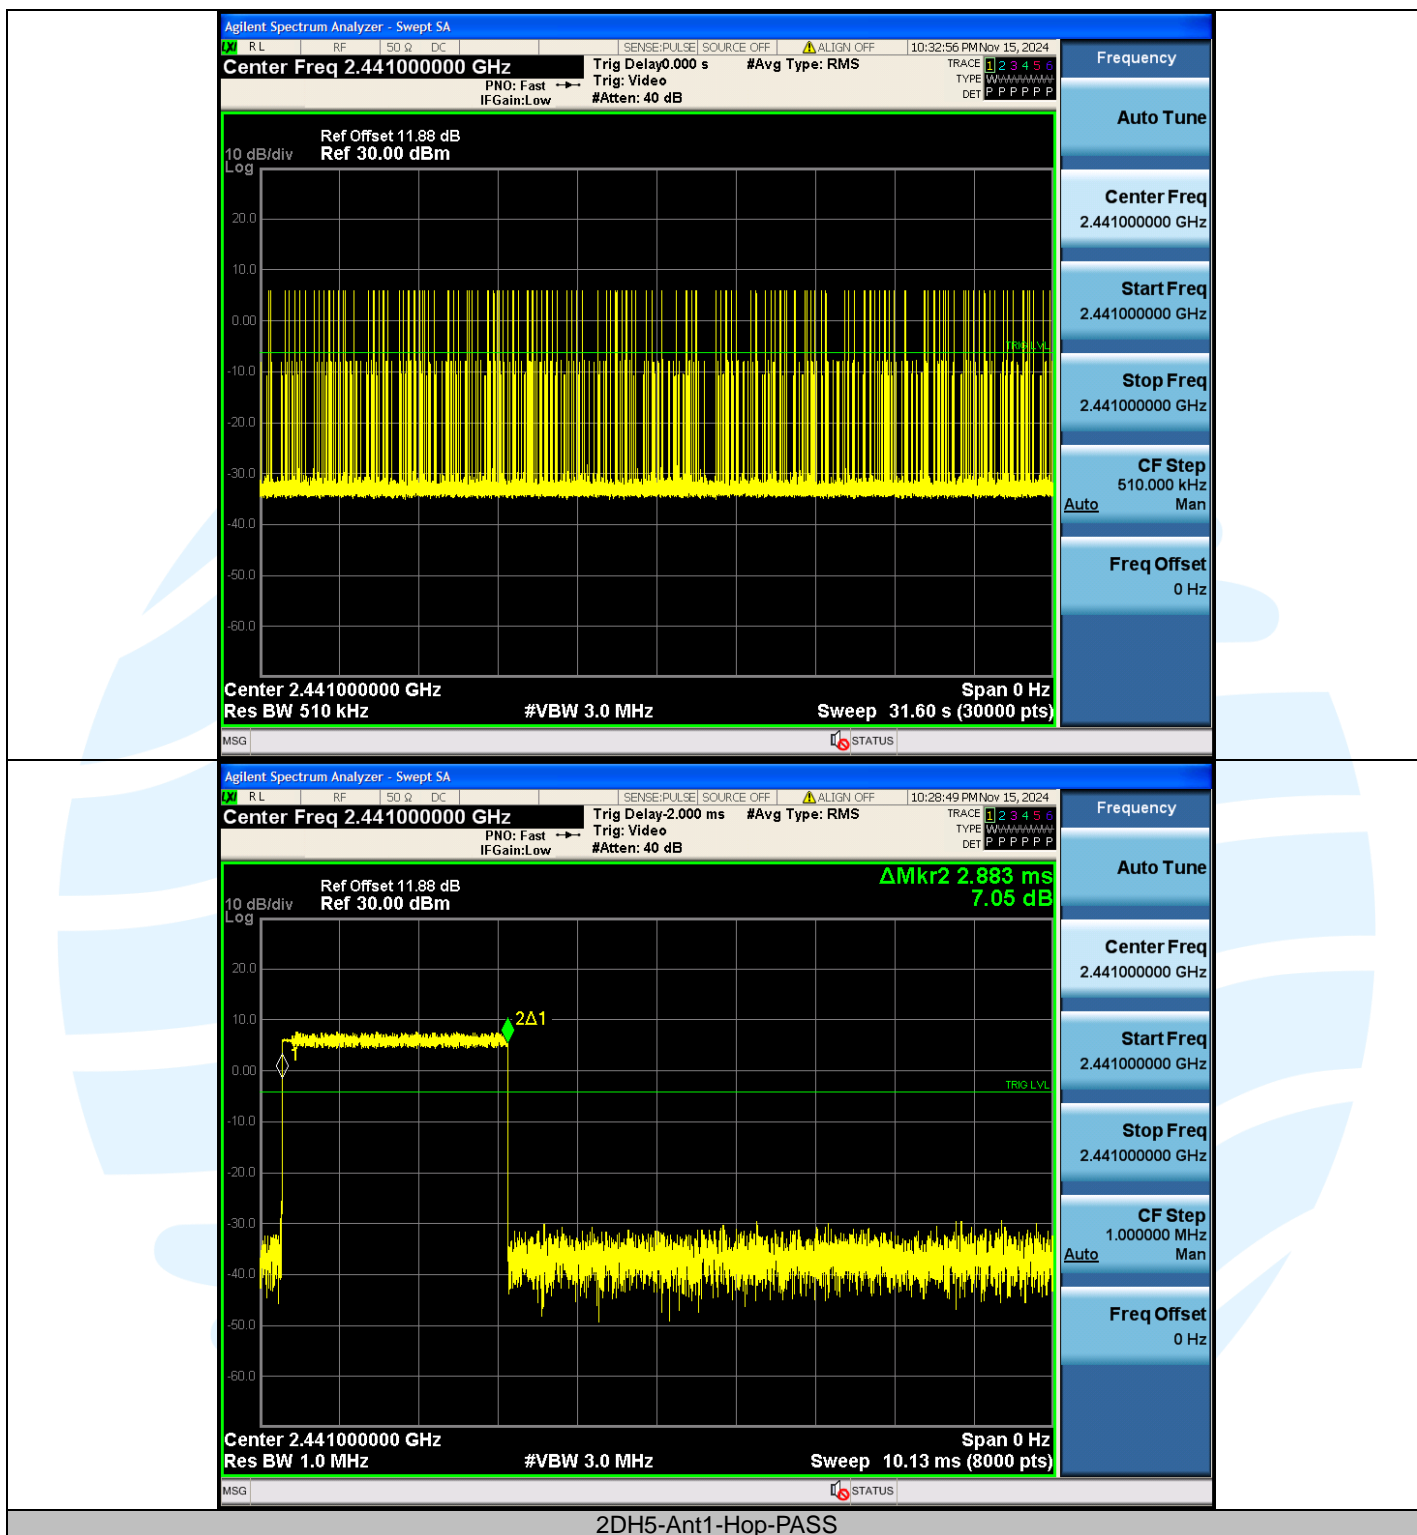 Agilent Spectrum Analyzer - Swept SA
LXI RL RF 50 Ω DC SENSE:PULSE SOURCE OFF ALIGN OFF 10:32:56 PM Nov 15, 2024
Center Freq 2.441000000 GHz
PNO: Fast
IFGain:Low
Trig Delay0.000 s
Trig: Video
#Atten: 40 dB
#Avg Type: RMS
TRACE 1 2 3 4 5 6
TYPE WWWWWW
DET P P P P P P
Ref Offset 11.88 dB
10 dB/div Ref 30.00 dBm
Log
20.0
10.0
0.00
TRIG LVL
-10.0
-20.0
-30.0
-40.0
-50.0
-60.0
Center 2.441000000 GHz Span 0 Hz
Res BW 510 kHz #VBW 3.0 MHz Sweep 31.60 s (30000 pts)
MSG STATUS
Frequency
Auto Tune
Center Freq
2.441000000 GHz
Start Freq
2.441000000 GHz
Stop Freq
2.441000000 GHz
CF Step
510.000 kHz
Auto Man
Freq Offset
0 Hz
Agilent Spectrum Analyzer - Swept SA
LXI RL RF 50 Ω DC SENSE:PULSE SOURCE OFF ALIGN OFF 10:28:49 PM Nov 15, 2024
Center Freq 2.441000000 GHz
PNO: Fast
IFGain:Low
Trig Delay-2.000 ms
Trig: Video
#Atten: 40 dB
#Avg Type: RMS
TRACE 1 2 3 4 5 6
TYPE WWWWWW
DET P P P P P P
ΔMkr2 2.883 ms
7.05 dB
Ref Offset 11.88 dB
10 dB/div Ref 30.00 dBm
Log
20.0
10.0
2Δ1
0.00
TRIG LVL
-10.0
-20.0
-30.0
-40.0
-50.0
-60.0
Center 2.441000000 GHz Span 0 Hz
Res BW 1.0 MHz #VBW 3.0 MHz Sweep 10.13 ms (8000 pts)
MSG STATUS
Frequency
Auto Tune
Center Freq
2.441000000 GHz
Start Freq
2.441000000 GHz
Stop Freq
2.441000000 GHz
CF Step
1.000000 MHz
Auto Man
Freq Offset
0 Hz
2DH5-Ant1-Hop-PASS